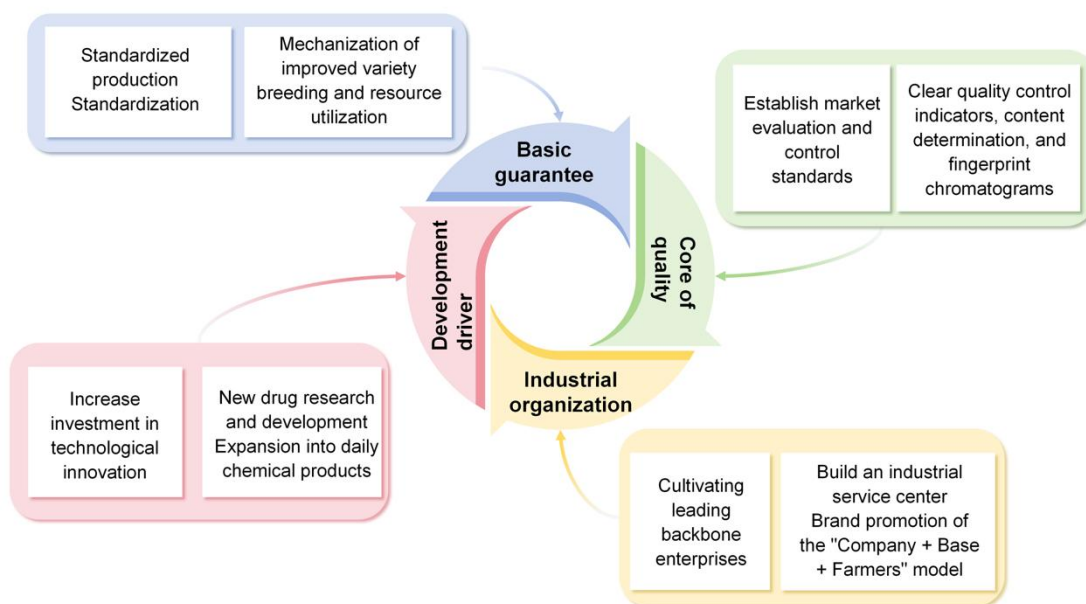 Standardized
production
Standardization
Mechanization of
improved variety
breeding and resource
utilization
Establish market
evaluation and
control
standards
Clear quality control
indicators, content
determination, and
fingerprint
chromatograms
Basic
guarantee
Core of
quality
Development
driver
Industrial
organization
Increase
investment in
technological
innovation
New drug research
and development
Expansion into daily
chemical products
Cultivating
leading
backbone
enterprises
Build an industrial
service center
Brand promotion of
the "Company + Base
+ Farmers" model